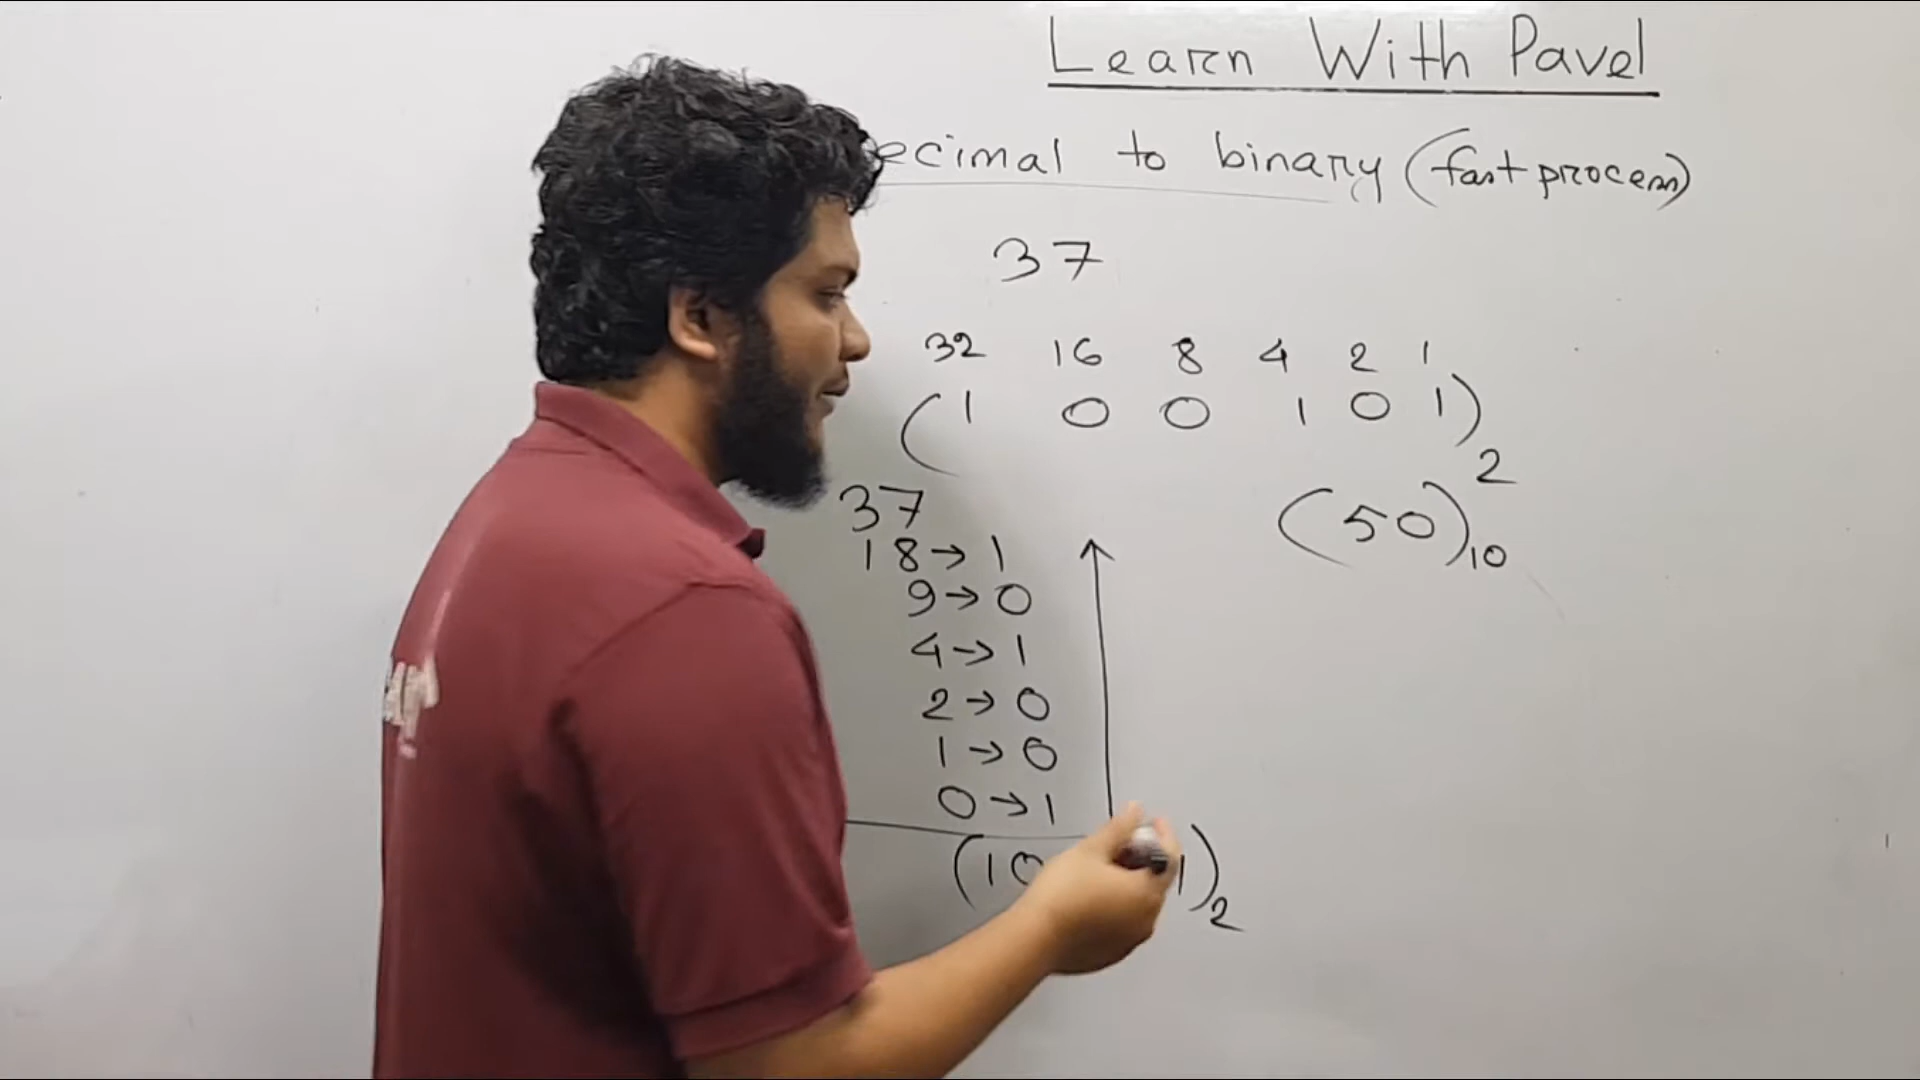 Learn With Pavel
ecimal to binary (fast process)
37
32 16 8 4 2 1
(1 0 0 1 0 1)2
37
(50)10
18→1
9→0
4→1
2→0
1→0
0→1
(10 1)2